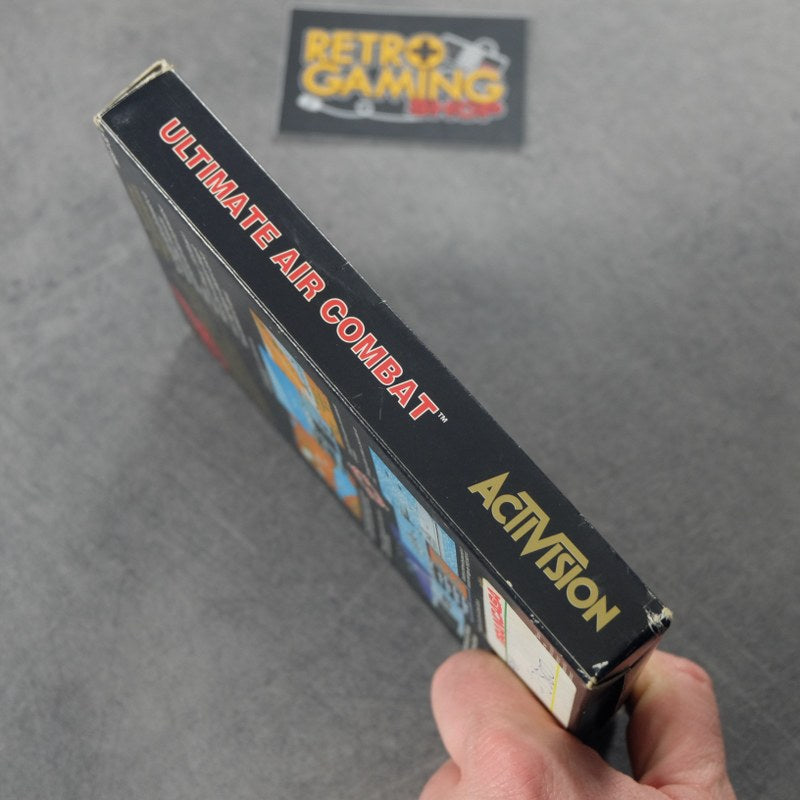 RETRO
GAMING
SHOP
ULTIMATE AIR COMBAT™
ACTIVISION